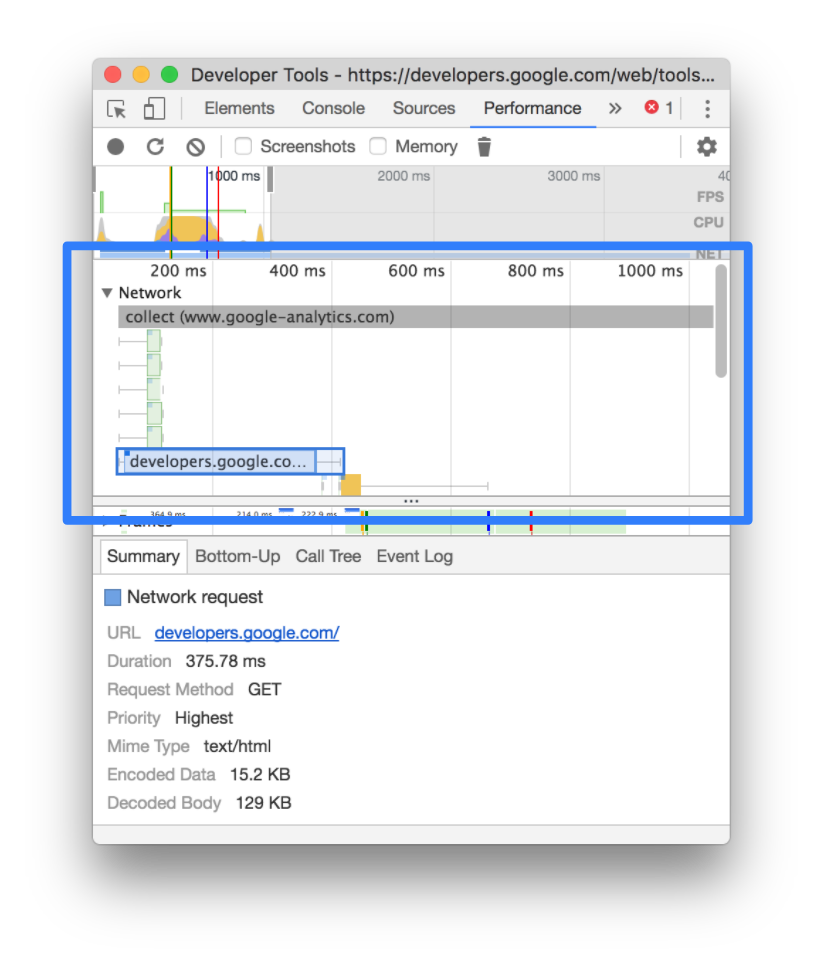 Developer Tools - https://developers.google.com/web/tools...
Elements Console Sources Performance » 1
Screenshots Memory
1000 ms 2000 ms 3000 ms 40
FPS
CPU
NET
200 ms 400 ms 600 ms 800 ms 1000 ms
Network
collect (www.google-analytics.com)
developers.google.co...
...
364.9 ms 214.0 ms 222.9 ms
Frames
Summary Bottom-Up Call Tree Event Log
Network request
URL developers.google.com/
Duration 375.78 ms
Request Method GET
Priority Highest
Mime Type text/html
Encoded Data 15.2 KB
Decoded Body 129 KB